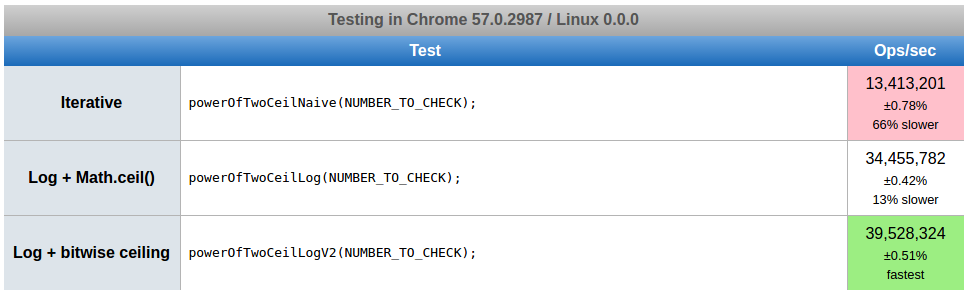 Testing in Chrome 57.0.2987 / Linux 0.0.0
Test Ops/sec
Iterative powerOfTwoCeilNaive(NUMBER_TO_CHECK); 13,413,201
±0.78%
66% slower
Log + Math.ceil() powerOfTwoCeilLog(NUMBER_TO_CHECK); 34,455,782
±0.42%
13% slower
Log + bitwise ceiling powerOfTwoCeilLogV2(NUMBER_TO_CHECK); 39,528,324
±0.51%
fastest